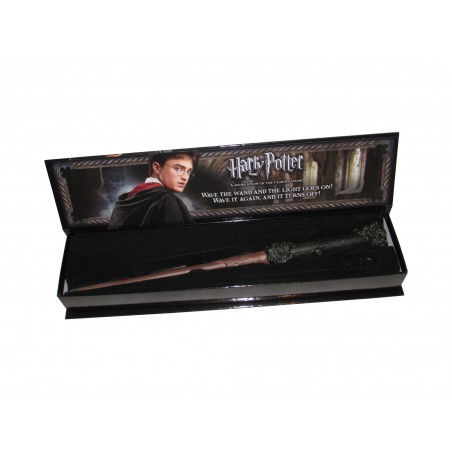 Harry Potter
WAVE THE WAND AND THE LIGHT GOES ON!
WAVE IT AGAIN, AND IT TURNS OFF!